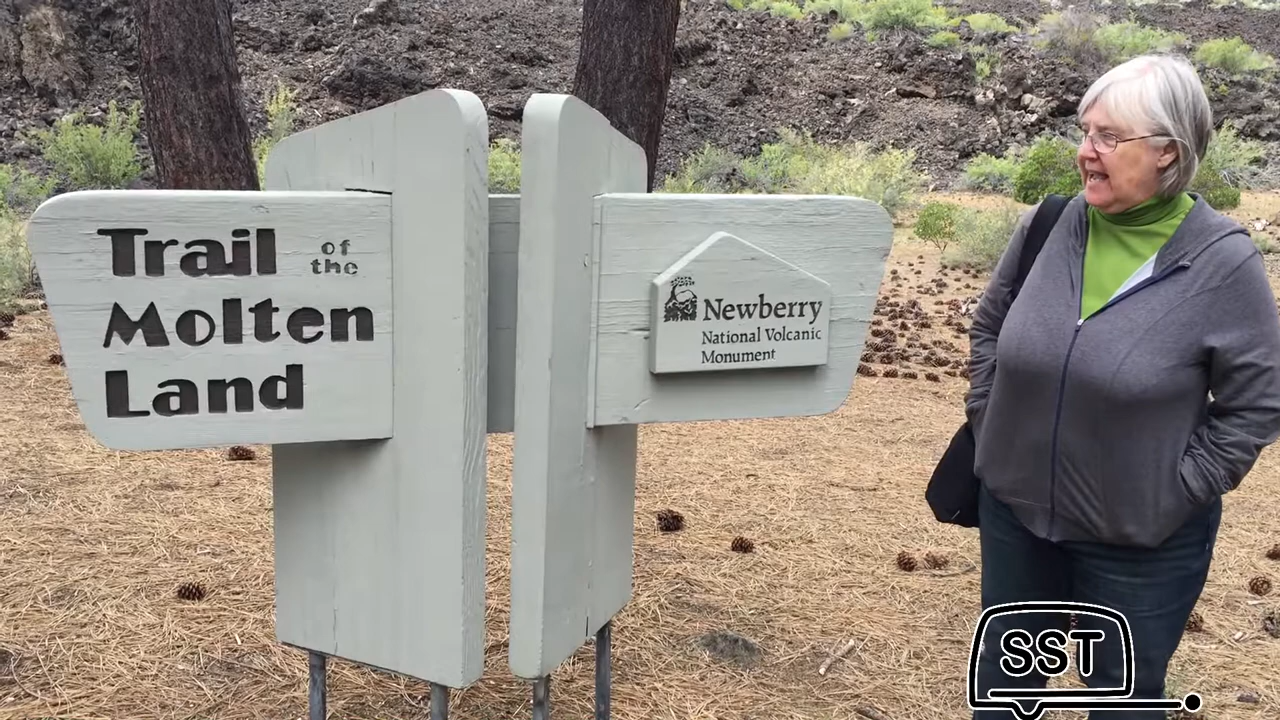 Trail of the
Molten
Land
Newberry
National Volcanic
Monument
SST